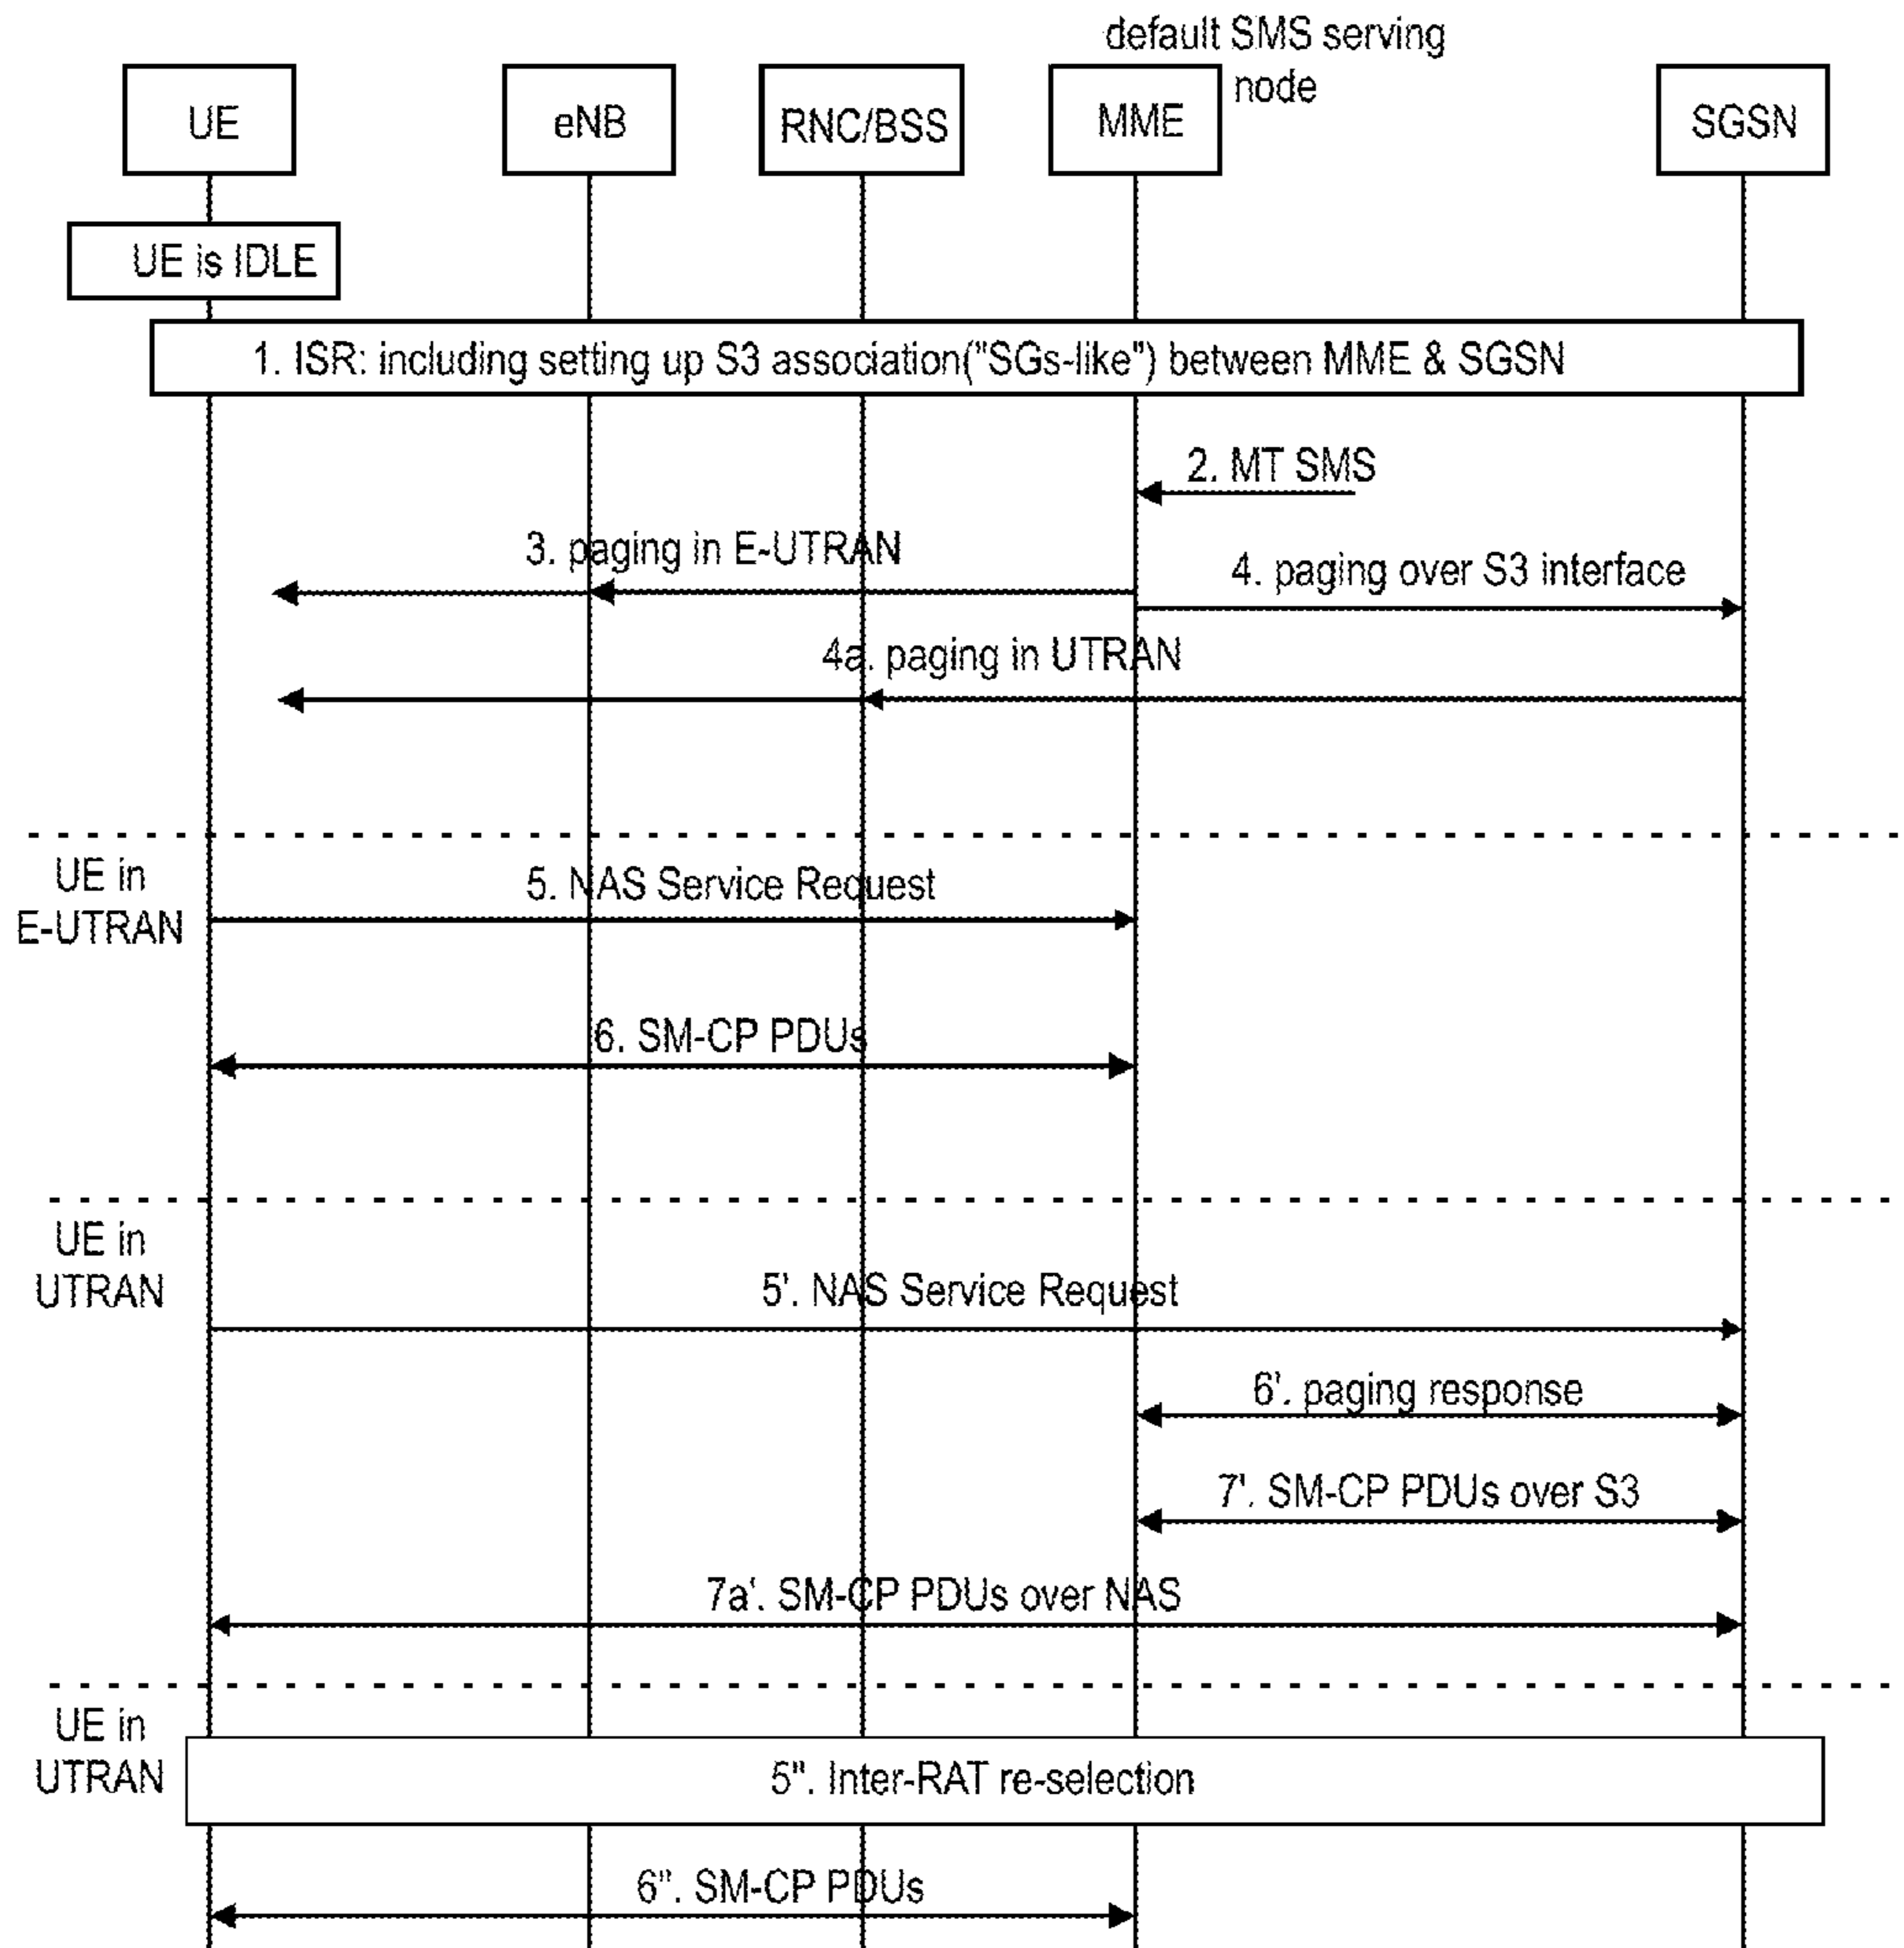 default SMS serving
node
UE
eNB
RNC/BSS
MME
SGSN
UE is IDLE
1. ISR: including setting up S3 association("SGs-like") between MME & SGSN
2. MT SMS
3. paging in E-UTRAN
4. paging over S3 interface
4a. paging in UTRAN
UE in
E-UTRAN
5. NAS Service Request
6. SM-CP PDUs
UE in
UTRAN
5'. NAS Service Request
6'. paging response
7'. SM-CP PDUs over S3
7a'. SM-CP PDUs over NAS
UE in
UTRAN
5". Inter-RAT re-selection
6". SM-CP PDUs